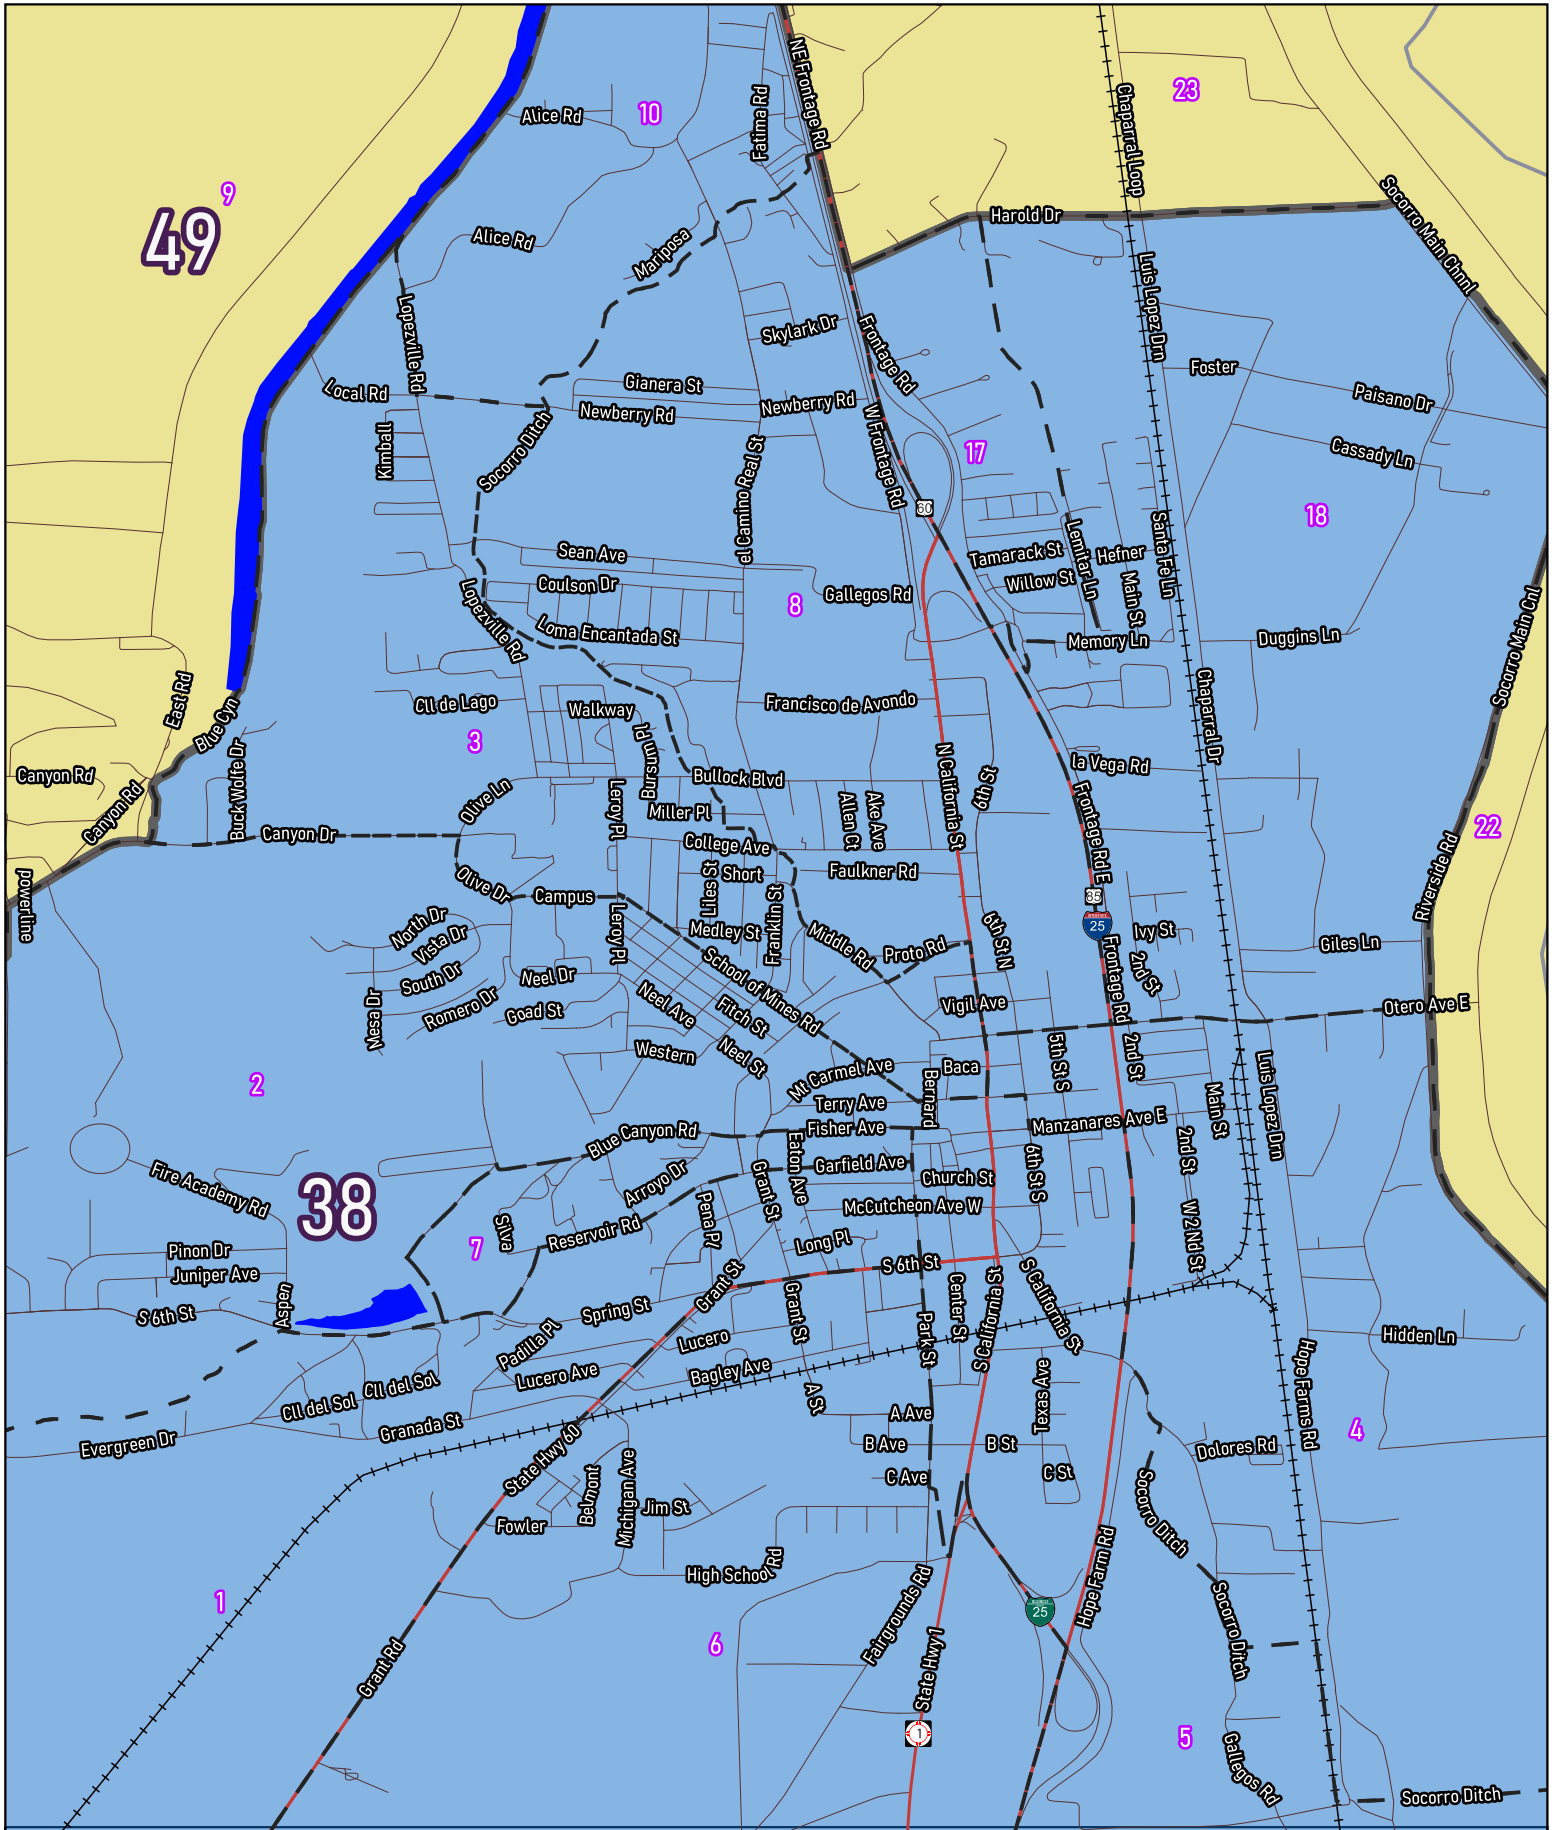 NE Frontage Rd
23
10
Alice Rd
Fatima Rd
Chaparral Loop
9
49
Socorro Main Chnnl
Harold Dr
Alice Rd
Mariposa
Luis Lopez Drn
Lopezville Rd
Skylark Dr
Frontage Rd
Foster
Local Rd
Gianera St
Paisano Dr
Newberry Rd
Newberry Rd
Kimball
Socorro Ditch
W Frontage Rd
17
Cassady Ln
el Camino Real St
60
18
Sean Ave
Tamarack St
Lemitar Ln
Hefner
Santa Fe Ln
Coulson Dr
Willow St
Main St
Gallegos Rd
8
Lopezville Rd
Loma Encantada St
Memory Ln
Duggins Ln
Socorro Main Cnl
East Rd
Cll de Lago
Francisco de Avondo
Walkway
Blue Cyn
3
Bursum Pl
Chaparral Dr
Canyon Rd
Buck Wolfe Dr
la Vega Rd
Bullock Blvd
6th St
N California St
Olive Ln
Leroy Pl
Miller Pl
Allen Ct
Ake Ave
Frontage Rd E
22
Canyon Rd
Canyon Dr
College Ave
Faulkner Rd
Short
Riverside Rd
Olive Dr
Campus
Liles St
Franklin St
85
Powerline
25
North Dr
Leroy Pl
Medley St
6th St N
Ivy St
Vista Dr
Middle Rd
Proto Rd
Giles Ln
South Dr
Neel Dr
School of Mines Rd
Frontage Rd
2nd St
Mesa Dr
Romero Dr
Goad St
Neel Ave
Fitch St
Vigil Ave
Otero Ave E
Western
Neel St
5th St S
2nd St
Luis Lopez Drn
2
Mt Carmel Ave
Baca
Bernard
Terry Ave
Main St
Blue Canyon Rd
Fisher Ave
Manzanares Ave E
2nd St
Garfield Ave
Eaton Ave
Fire Academy Rd
Arroyo Dr
Grant St
Church St
6th St S
38
McCutcheon Ave W
W 2Nd St
Pena Pl
Silva
Reservoir Rd
7
Long Pl
Pinon Dr
S 6th St
Juniper Ave
Grant St
S California St
Aspen
Center St
S 6th St
Spring St
Grant St
Park St
S California St
Hidden Ln
Padilla Pl
Lucero
Hope Farms Rd
Lucero Ave
Bagley Ave
Cll del Sol
Cll del Sol
A St
Texas Ave
A Ave
Granada St
4
Evergreen Dr
State Hwy 60
B Ave
B St
Dolores Rd
C Ave
C St
Belmont
Michigan Ave
Socorro Ditch
Jim St
Fowler
High School Rd
Hope Farm Rd
1
Fairgrounds Rd
25
Socorro Ditch
6
Grant Rd
State Hwy 1
1
5
Gallegos Rd
Socorro Ditch